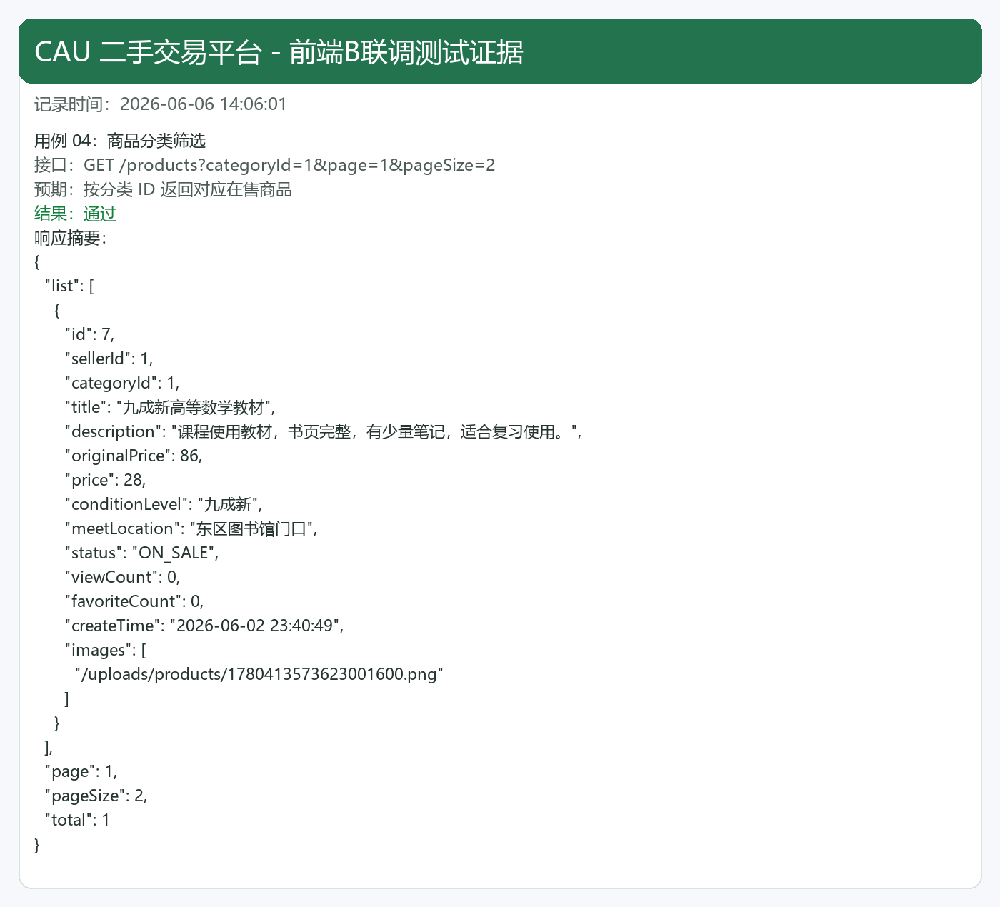 CAU 二手交易平台 - 前端B联调测试证据
记录时间：2026-06-06 14:06:01
用例 04：商品分类筛选
接口：GET /products?categoryId=1&page=1&pageSize=2
预期：按分类 ID 返回对应在售商品
结果：通过
响应摘要：
{
"list": [
{
"id": 7,
"sellerId": 1,
"categoryId": 1,
"title": "九成新高等数学教材",
"description": "课程使用教材，书页完整，有少量笔记，适合复习使用。",
"originalPrice": 86,
"price": 28,
"conditionLevel": "九成新",
"meetLocation": "东区图书馆门口",
"status": "ON_SALE",
"viewCount": 0,
"favoriteCount": 0,
"createTime": "2026-06-02 23:40:49",
"images": [
"/uploads/products/1780413573623001600.png"
]
}
],
"page": 1,
"pageSize": 2,
"total": 1
}